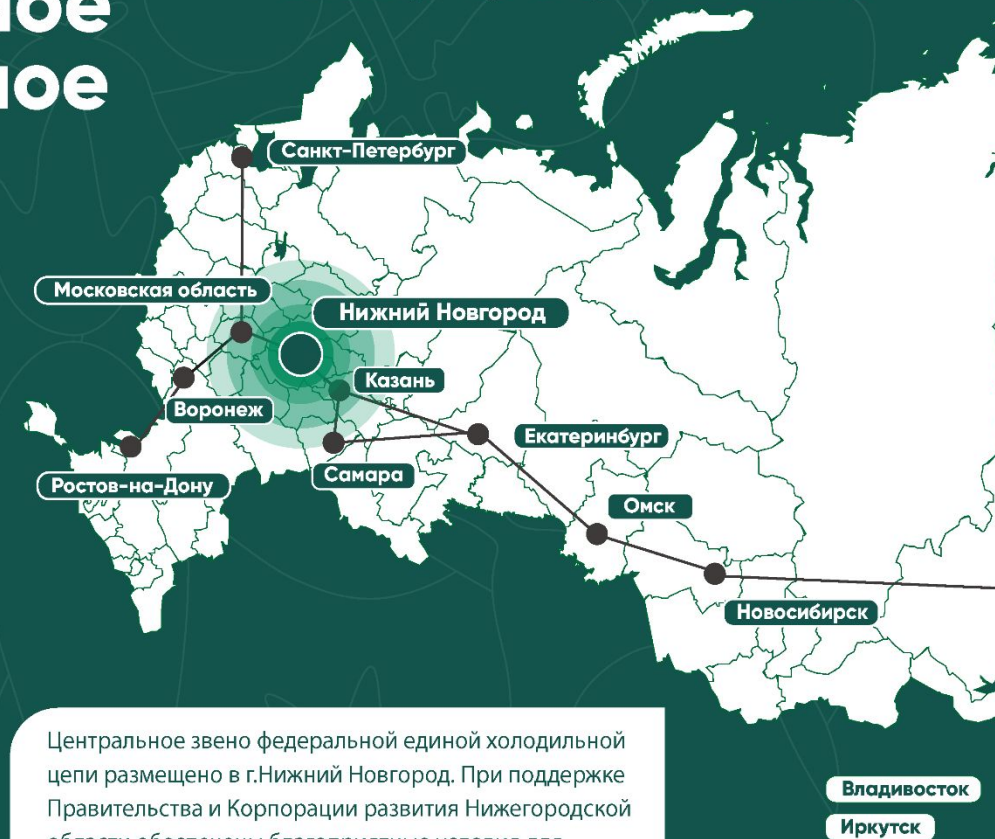 Санкт-Петербург
Московская область
Нижний Новгород
Казань
Воронеж
Екатеринбург
Самара
Ростов-на-Дону
Омск
Новосибирск
Центральное звено федеральной единой холодильной
цепи размещено в г.Нижний Новгород. При поддержке
Правительства и Корпорации развития Нижегородской
Владивосток
Иркутск